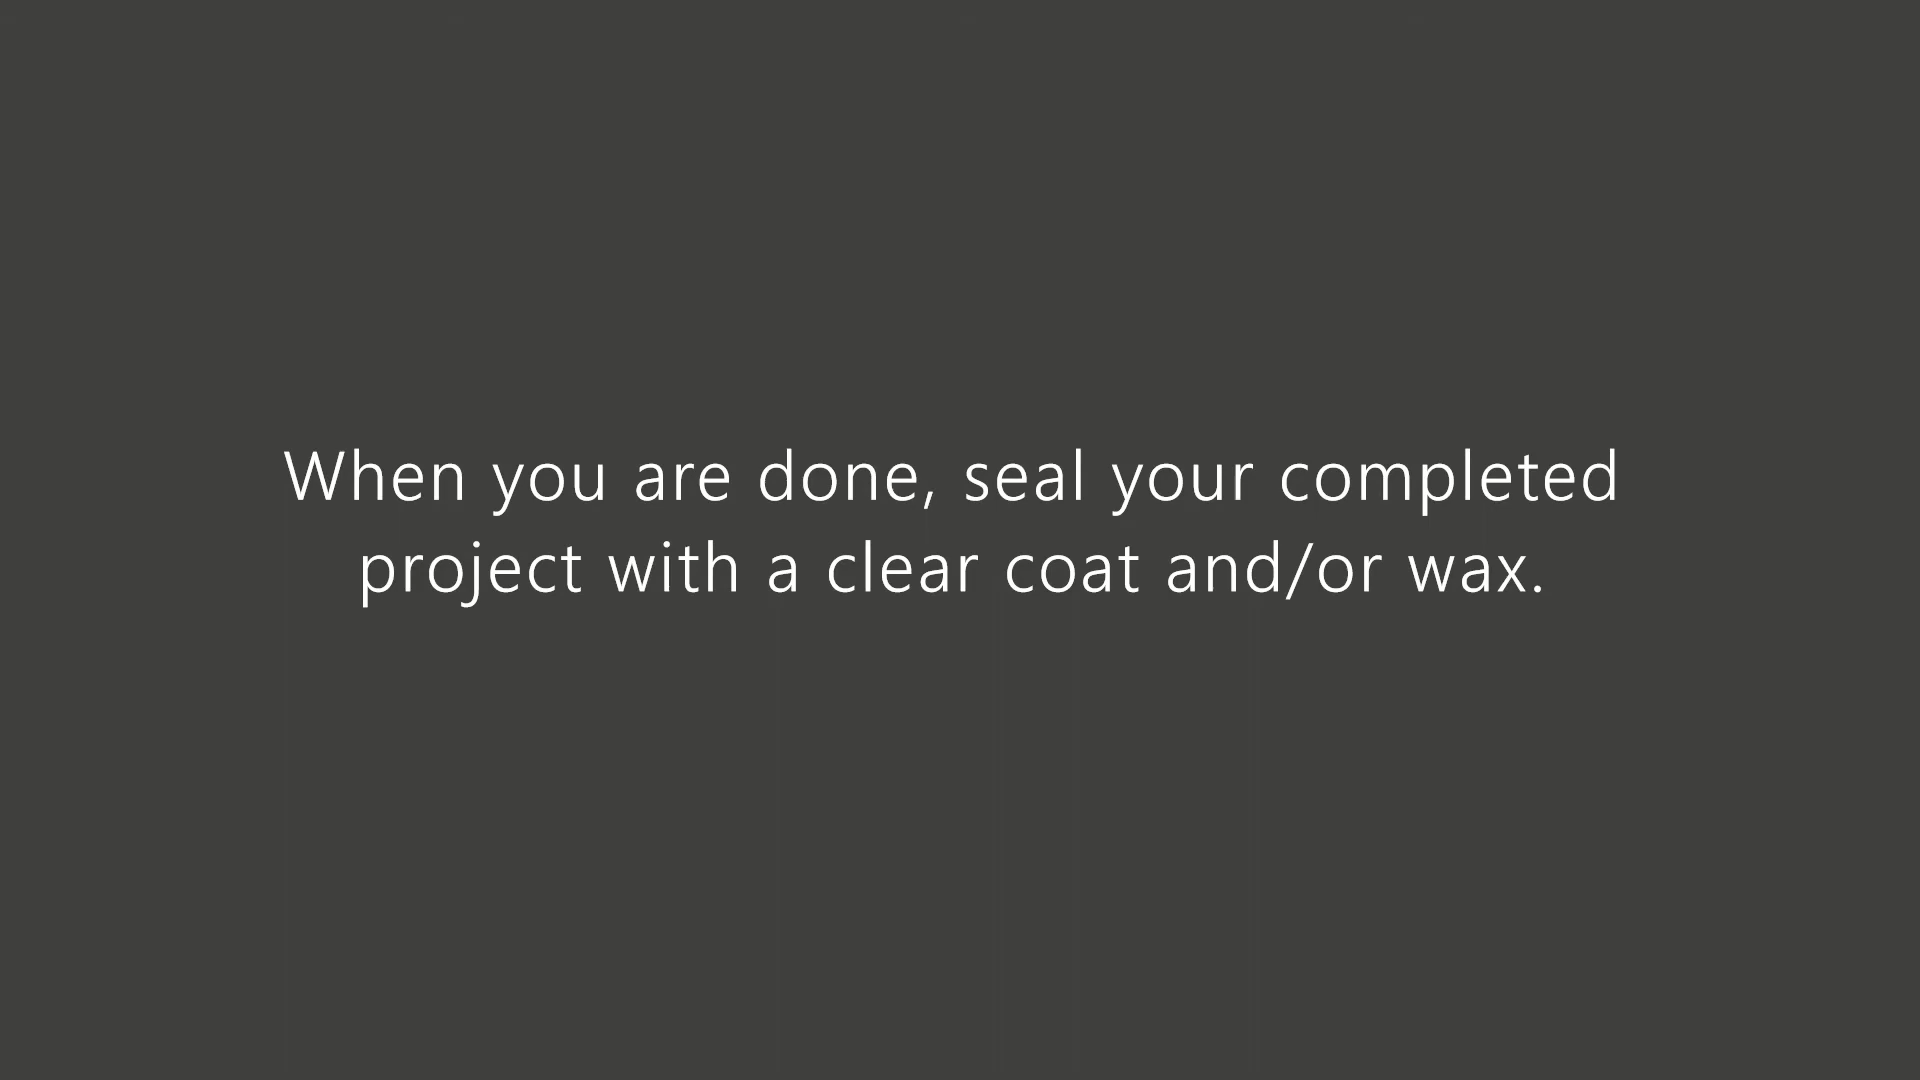 When you are done, seal your completed
project with a clear coat and/or wax.